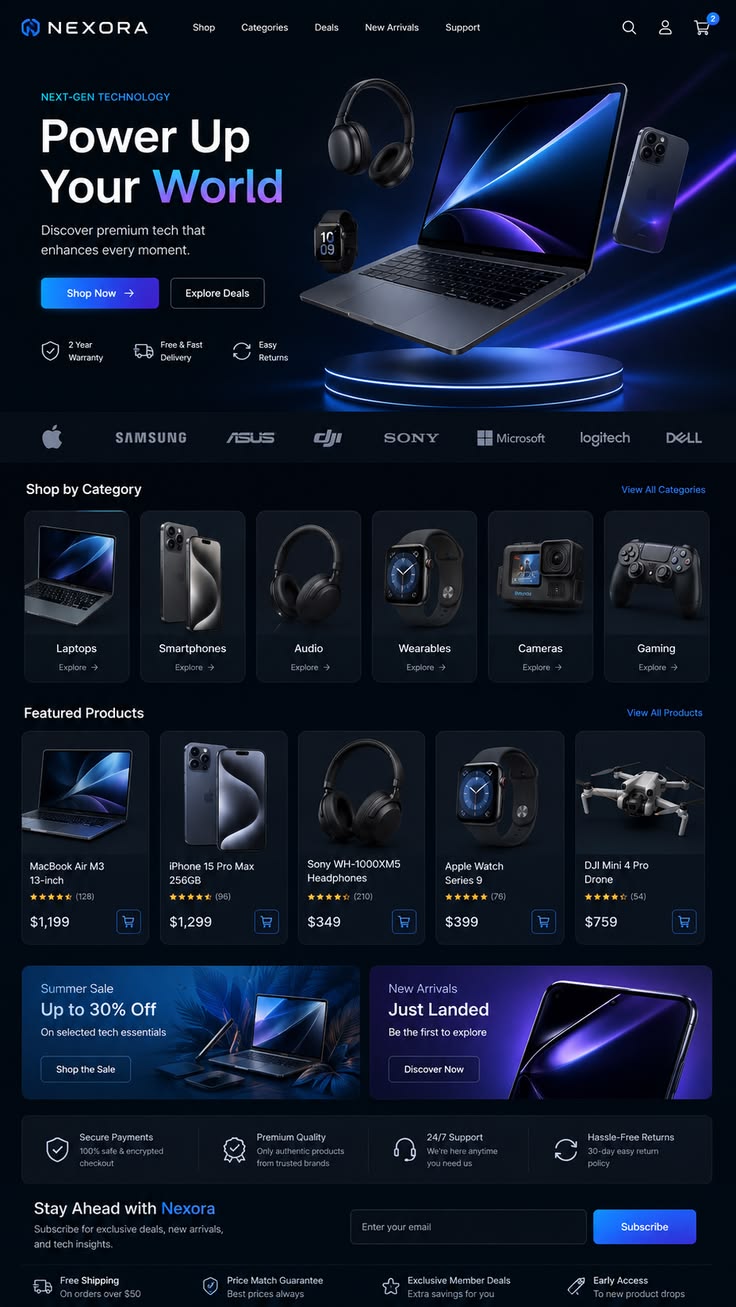 NEXORA
Shop
Categories
Deals
New Arrivals
Support
2
NEXT-GEN TECHNOLOGY
Power Up
Your World
Discover premium tech that
enhances every moment.
Shop Now →
Explore Deals
2 Year
Warranty
Free & Fast
Delivery
Easy
Returns
10
09
SAMSUNG
ASUS
dji
SONY
Microsoft
logitech
DELL
Shop by Category
View All Categories
Laptops
Explore →
Smartphones
Explore →
Audio
Explore →
Wearables
Explore →
Cameras
Explore →
Gaming
Explore →
Featured Products
View All Products
MacBook Air M3
13-inch
(128)
$1,199
iPhone 15 Pro Max
256GB
(96)
$1,299
Sony WH-1000XM5
Headphones
(210)
$349
Apple Watch
Series 9
(76)
$399
DJI Mini 4 Pro
Drone
(54)
$759
Summer Sale
Up to 30% Off
On selected tech essentials
Shop the Sale
New Arrivals
Just Landed
Be the first to explore
Discover Now
Secure Payments
100% safe & encrypted
checkout
Premium Quality
Only authentic products
from trusted brands
24/7 Support
We're here anytime
you need us
Hassle-Free Returns
30-day easy return
policy
Stay Ahead with Nexora
Subscribe for exclusive deals, new arrivals,
and tech insights.
Enter your email
Subscribe
Free Shipping
On orders over $50
Price Match Guarantee
Best prices always
Exclusive Member Deals
Extra savings for you
Early Access
To new product drops